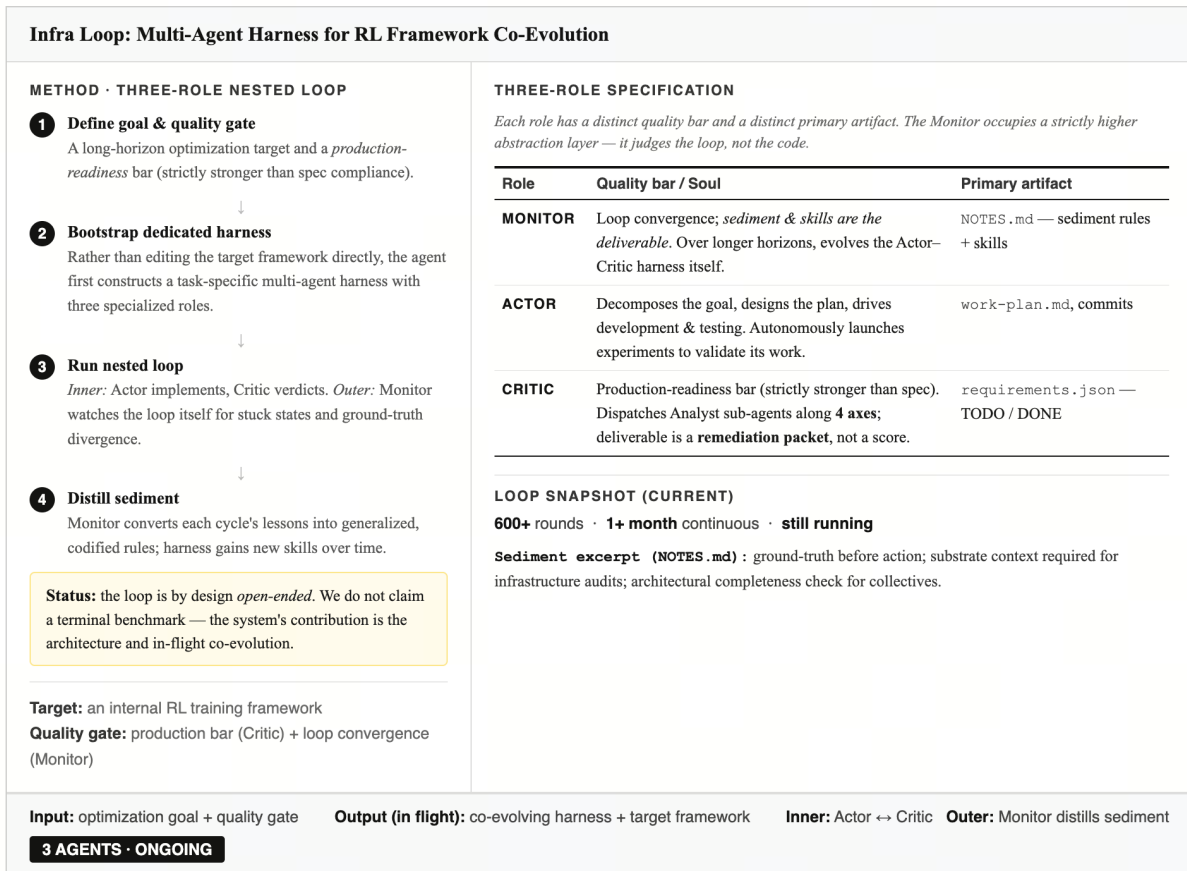 Infra Loop: Multi-Agent Harness for RL Framework Co-Evolution
METHOD · THREE-ROLE NESTED LOOP
1
Define goal & quality gate
A long-horizon optimization target and a production-
readiness bar (strictly stronger than spec compliance).
↓
2
Bootstrap dedicated harness
Rather than editing the target framework directly, the agent
first constructs a task-specific multi-agent harness with
three specialized roles.
↓
3
Run nested loop
Inner: Actor implements, Critic verdicts. Outer: Monitor
watches the loop itself for stuck states and ground-truth
divergence.
↓
4
Distill sediment
Monitor converts each cycle's lessons into generalized,
codified rules; harness gains new skills over time.
Status: the loop is by design open-ended. We do not claim
a terminal benchmark — the system's contribution is the
architecture and in-flight co-evolution.
Target: an internal RL training framework
Quality gate: production bar (Critic) + loop convergence
(Monitor)
THREE-ROLE SPECIFICATION
Each role has a distinct quality bar and a distinct primary artifact. The Monitor occupies a strictly higher
abstraction layer — it judges the loop, not the code.
Role Quality bar / Soul Primary artifact
MONITOR Loop convergence; sediment & skills are the NOTES.md — sediment rules
deliverable. Over longer horizons, evolves the Actor– + skills
Critic harness itself.
ACTOR Decomposes the goal, designs the plan, drives work-plan.md, commits
development & testing. Autonomously launches
experiments to validate its work.
CRITIC Production-readiness bar (strictly stronger than spec). requirements.json —
Dispatches Analyst sub-agents along 4 axes; TODO / DONE
deliverable is a remediation packet, not a score.
LOOP SNAPSHOT (CURRENT)
600+ rounds · 1+ month continuous · still running
Sediment excerpt (NOTES.md): ground-truth before action; substrate context required for
infrastructure audits; architectural completeness check for collectives.
Input: optimization goal + quality gate Output (in flight): co-evolving harness + target framework Inner: Actor ↔ Critic Outer: Monitor distills sediment
3 AGENTS · ONGOING